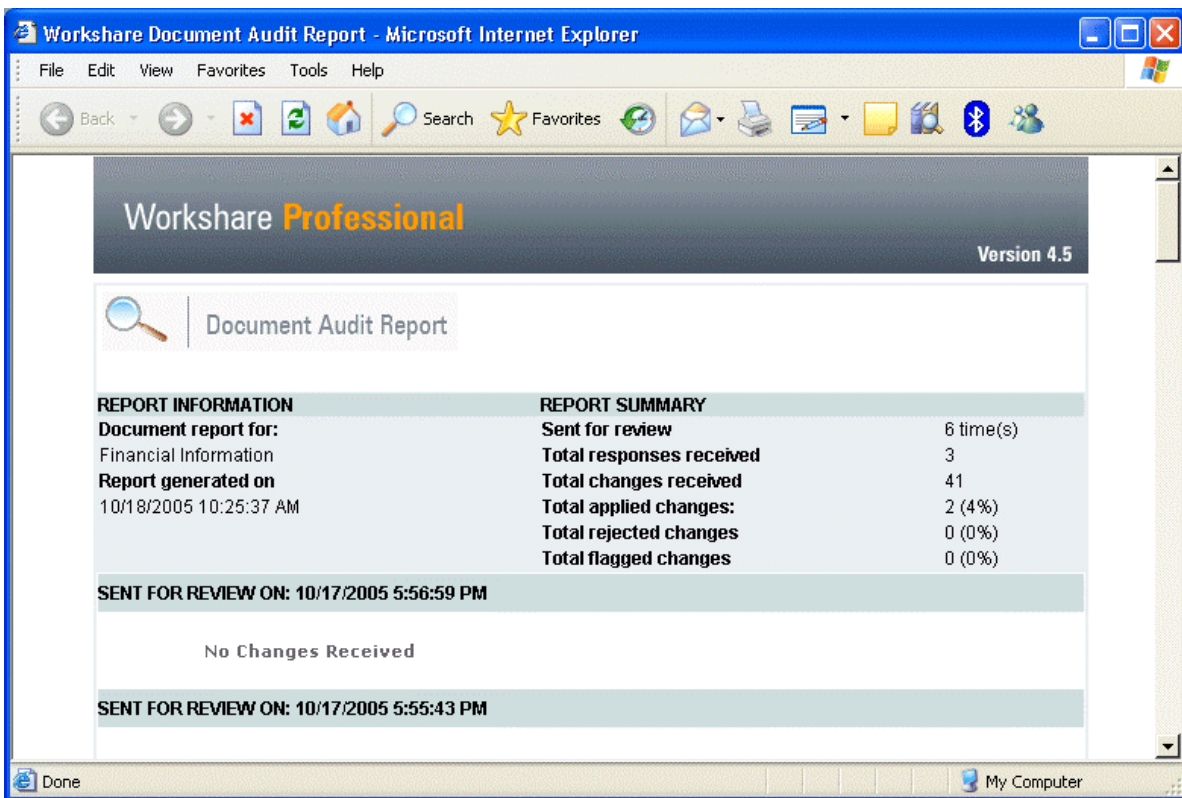 Workshare Document Audit Report - Microsoft Internet Explorer
File Edit View Favorites Tools Help
Back Search Favorites
Workshare Professional
Version 4.5
Document Audit Report
REPORT INFORMATION REPORT SUMMARY
Document report for: Sent for review 6 time(s)
Financial Information Total responses received 3
Report generated on Total changes received 41
10/18/2005 10:25:37 AM Total applied changes: 2 (4%)
Total rejected changes 0 (0%)
Total flagged changes 0 (0%)
SENT FOR REVIEW ON: 10/17/2005 5:56:59 PM
No Changes Received
SENT FOR REVIEW ON: 10/17/2005 5:55:43 PM
Done My Computer